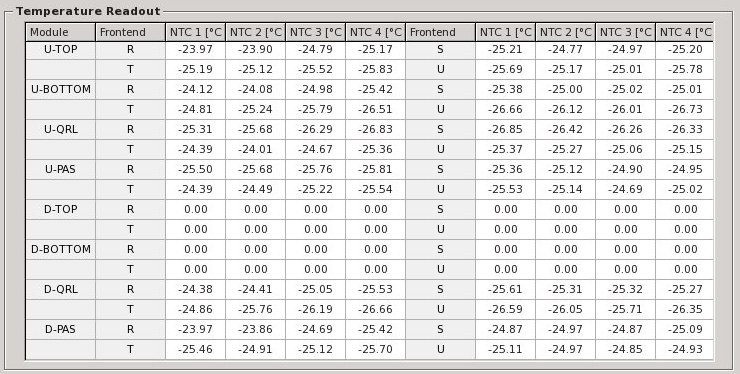 Temperature Readout
Module Frontend NTC 1 [°C NTC 2 [°C NTC 3 [°C NTC 4 [°C Frontend NTC 1 [°C NTC 2 [°C NTC 3 [°C NTC 4 [°C
U-TOP R -23.97 -23.90 -24.79 -25.17 S -25.21 -24.77 -24.97 -25.20
T -25.19 -25.12 -25.52 -25.83 U -25.69 -25.17 -25.01 -25.78
U-BOTTOM R -24.12 -24.08 -24.98 -25.42 S -25.38 -25.00 -25.02 -25.01
T -24.81 -25.24 -25.79 -26.51 U -26.66 -26.12 -26.01 -26.73
U-QRL R -25.31 -25.68 -26.29 -26.83 S -26.85 -26.42 -26.26 -26.33
T -24.39 -24.01 -24.67 -25.36 U -25.37 -25.27 -25.06 -25.15
U-PAS R -25.50 -25.68 -25.76 -25.81 S -25.36 -25.12 -24.90 -24.95
T -24.39 -24.49 -25.22 -25.54 U -25.53 -25.14 -24.69 -25.02
D-TOP R 0.00 0.00 0.00 0.00 S 0.00 0.00 0.00 0.00
T 0.00 0.00 0.00 0.00 U 0.00 0.00 0.00 0.00
D-BOTTOM R 0.00 0.00 0.00 0.00 S 0.00 0.00 0.00 0.00
T 0.00 0.00 0.00 0.00 U 0.00 0.00 0.00 0.00
D-QRL R -24.38 -24.41 -25.05 -25.53 S -25.61 -25.31 -25.32 -25.27
T -24.86 -25.76 -26.19 -26.66 U -26.59 -26.05 -25.71 -26.35
D-PAS R -23.97 -23.86 -24.69 -25.42 S -24.87 -24.97 -24.87 -25.09
T -25.46 -24.91 -25.12 -25.70 U -25.11 -24.97 -24.85 -24.93